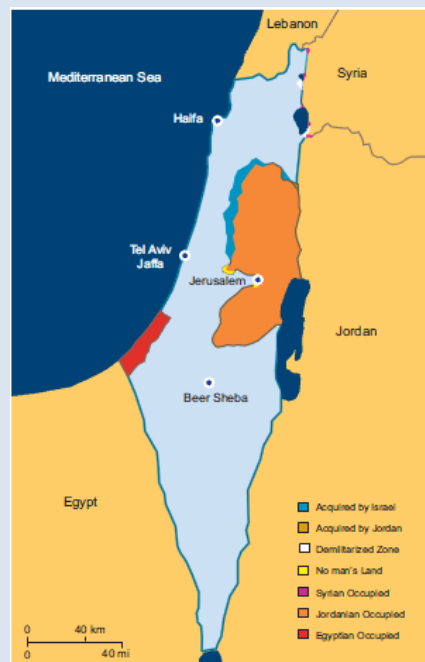 Lebanon
Mediterranean Sea
Syria
Haifa
Tel Aviv
Jaffa
Jerusalem
Jordan
Beer Sheba
Egypt
Acquired by Israel
Acquired by Jordan
Demilitarized Zone
No man's Land
Syrian Occupied
Jordanian Occupied
Egyptian Occupied
0 40 km
0 40 mi